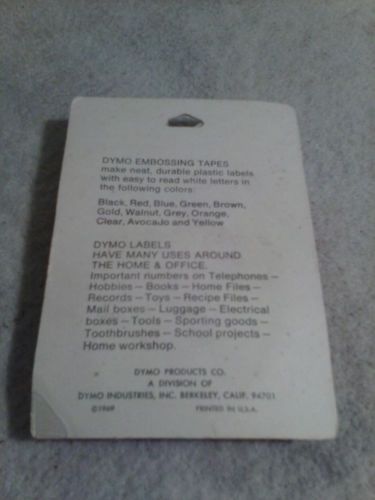 DYMO EMBOSSING TAPES
make neat, durable plastic labels
with easy to read white letters in
the following colors:
Black, Red, Blue, Green, Brown,
Gold, Walnut, Grey, Orange,
Clear, Avocado and Yellow
DYMO LABELS
HAVE MANY USES AROUND
THE HOME & OFFICE.
Important numbers on Telephones —
Hobbies — Books — Home Files —
Records — Toys — Recipe Files —
Mail boxes — Luggage — Electrical
boxes — Tools — Sporting goods —
Toothbrushes — School projects —
Home workshop.
DYMO PRODUCTS CO.
A DIVISION OF
DYMO INDUSTRIES, INC. BERKELEY, CALIF. 94701
©1969 PRINTED IN U.S.A.